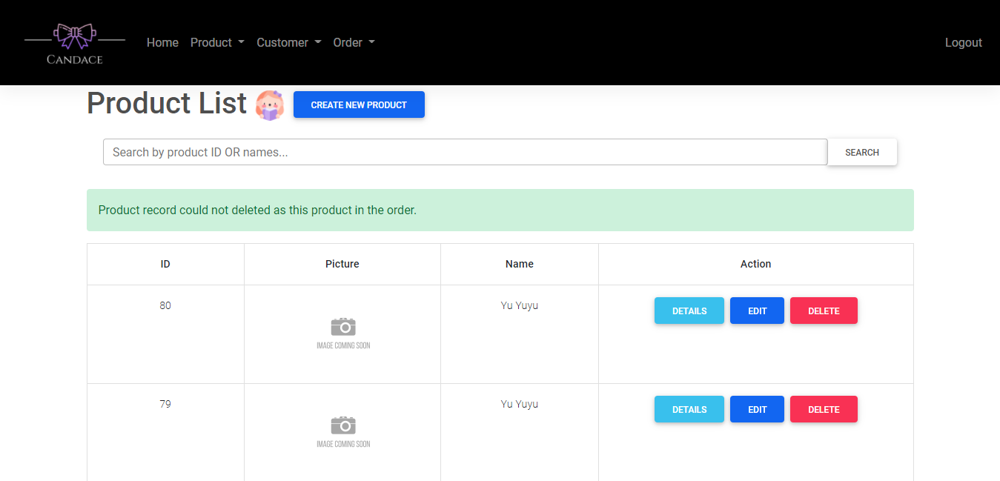 CANDACE
Home Product Customer Order Logout
Product List CREATE NEW PRODUCT
Search by product ID OR names... SEARCH
Product record could not deleted as this product in the order.
ID Picture Name Action
80 Yu Yuyu DETAILS EDIT DELETE
IMAGE COMING SOON
79 Yu Yuyu DETAILS EDIT DELETE
IMAGE COMING SOON